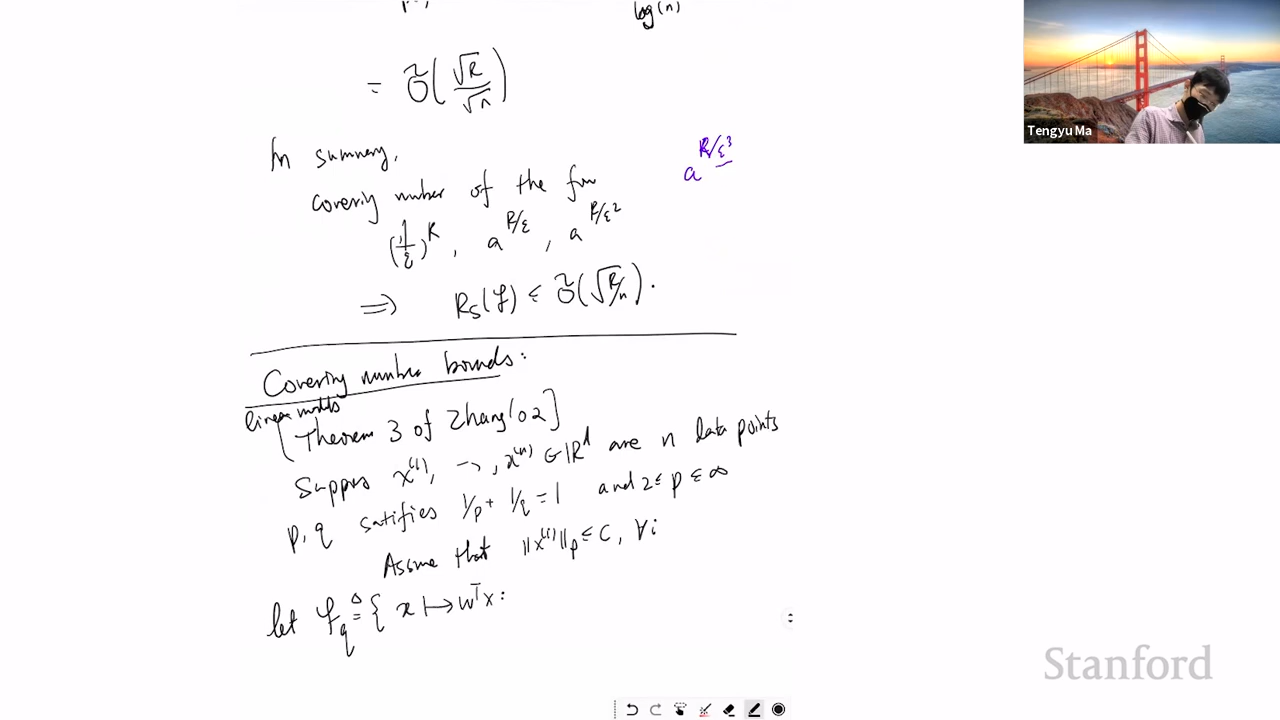 log(n)
= Õ(√R/√n)
In summary,
covering number of the form
a^{R/ε³}
(1/ε)^R, a^{R/ε}, a^{R/ε²}
⟹ R_S(F) ≤ Õ(√(R/n)).
Covering number bounds:
linear models
[Theorem 3 of Zhang'02]
Suppose x^{(1)}, ..., x^{(n)} ∈ ℝ^d are n data points
p, q satisfies 1/p + 1/q = 1 and 2 ≤ p ≤ ∞
Assume that ‖x^{(i)}‖_p ≤ C, ∀i
let F_q ≜ { x ↦ w^T x :
Tengyu Ma
Stanford